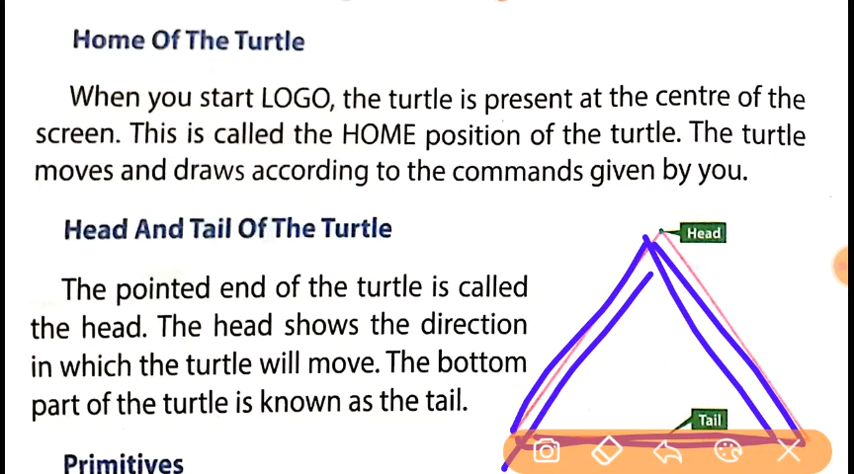 Home Of The Turtle
When you start LOGO, the turtle is present at the centre of the
screen. This is called the HOME position of the turtle. The turtle
moves and draws according to the commands given by you.
Head And Tail Of The Turtle
Head
The pointed end of the turtle is called
the head. The head shows the direction
in which the turtle will move. The bottom
part of the turtle is known as the tail.
Tail
Primitives